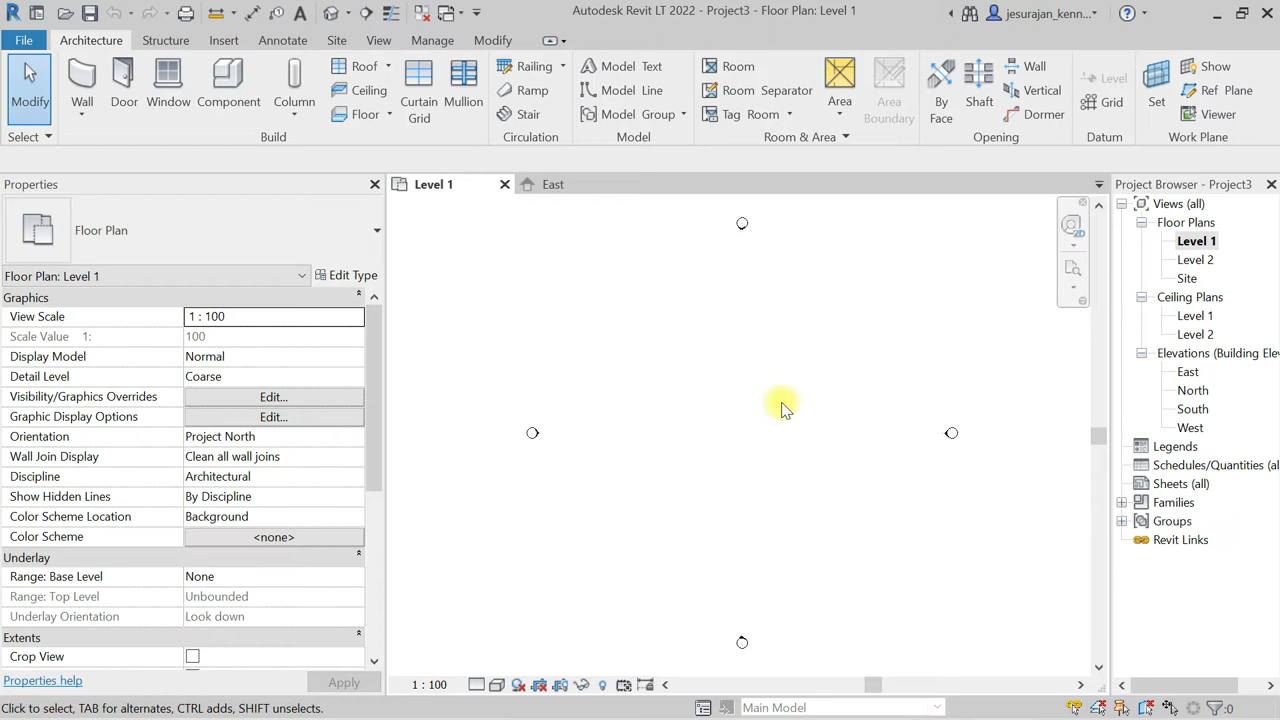 Autodesk Revit LT 2022 - Project3 - Floor Plan: Level 1
jesurajan_kenn...
File Architecture Structure Insert Annotate Site View Manage Modify
Modify
Select
Wall Door Window Component Column
Roof
Ceiling
Floor
Curtain Grid
Mullion
Build
Railing
Ramp
Stair
Circulation
Model Text
Model Line
Model Group
Model
Room
Room Separator
Tag Room
Area
Area Boundary
Room & Area
By Face
Shaft
Wall
Vertical
Dormer
Opening
Level
Grid
Datum
Set
Show
Ref Plane
Viewer
Work Plane
Properties
Floor Plan
Floor Plan: Level 1 Edit Type
Graphics
View Scale 1 : 100
Scale Value 1: 100
Display Model Normal
Detail Level Coarse
Visibility/Graphics Overrides Edit...
Graphic Display Options Edit...
Orientation Project North
Wall Join Display Clean all wall joins
Discipline Architectural
Show Hidden Lines By Discipline
Color Scheme Location Background
Color Scheme <none>
Underlay
Range: Base Level None
Range: Top Level Unbounded
Underlay Orientation Look down
Extents
Crop View
Properties help Apply
Level 1 East
2D
1 : 100
Project Browser - Project3
Views (all)
Floor Plans
Level 1
Level 2
Site
Ceiling Plans
Level 1
Level 2
Elevations (Building Ele
East
North
South
West
Legends
Schedules/Quantities (al
Sheets (all)
Families
Groups
Revit Links
Click to select, TAB for alternates, CTRL adds, SHIFT unselects.
Main Model
:0